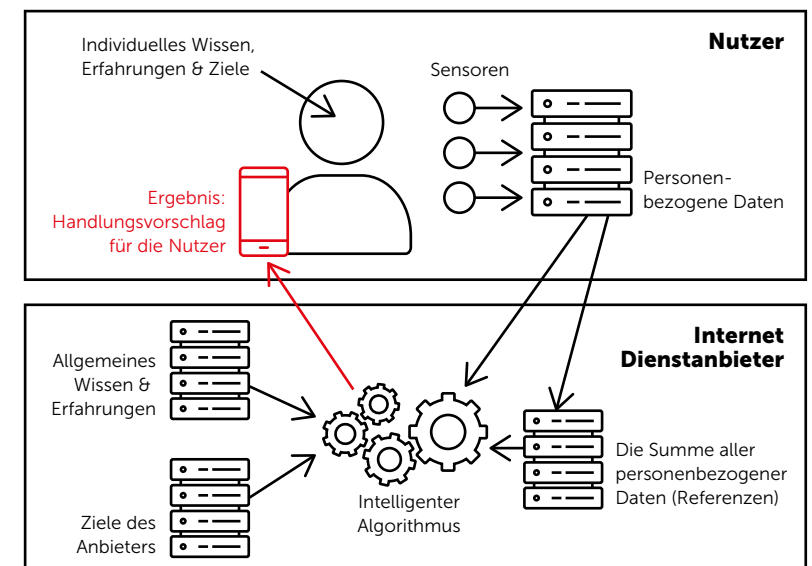 Nutzer
Individuelles Wissen,
Erfahrungen & Ziele
Sensoren
Personen-
bezogene Daten
Ergebnis:
Handlungsvorschlag
für die Nutzer
Internet
Dienstanbieter
Allgemeines
Wissen &
Erfahrungen
Ziele des
Anbieters
Intelligenter
Algorithmus
Die Summe aller
personenbezogener
Daten (Referenzen)